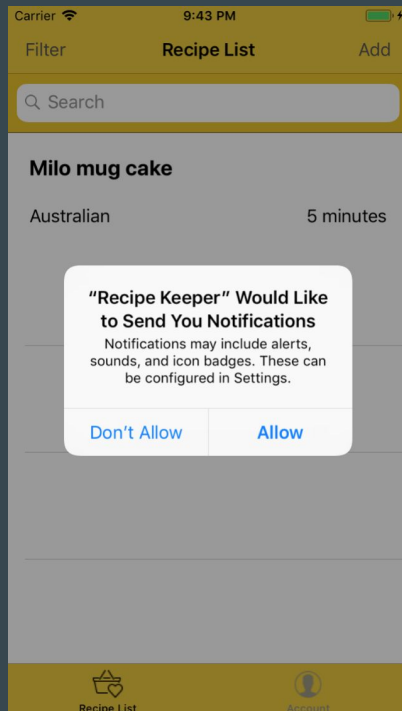 Carrier 9:43 PM
Filter Recipe List Add
Search
Milo mug cake
Australian 5 minutes
“Recipe Keeper” Would Like
to Send You Notifications
Notifications may include alerts,
sounds, and icon badges. These can
be configured in Settings.
Don’t Allow Allow
Recipe List Account